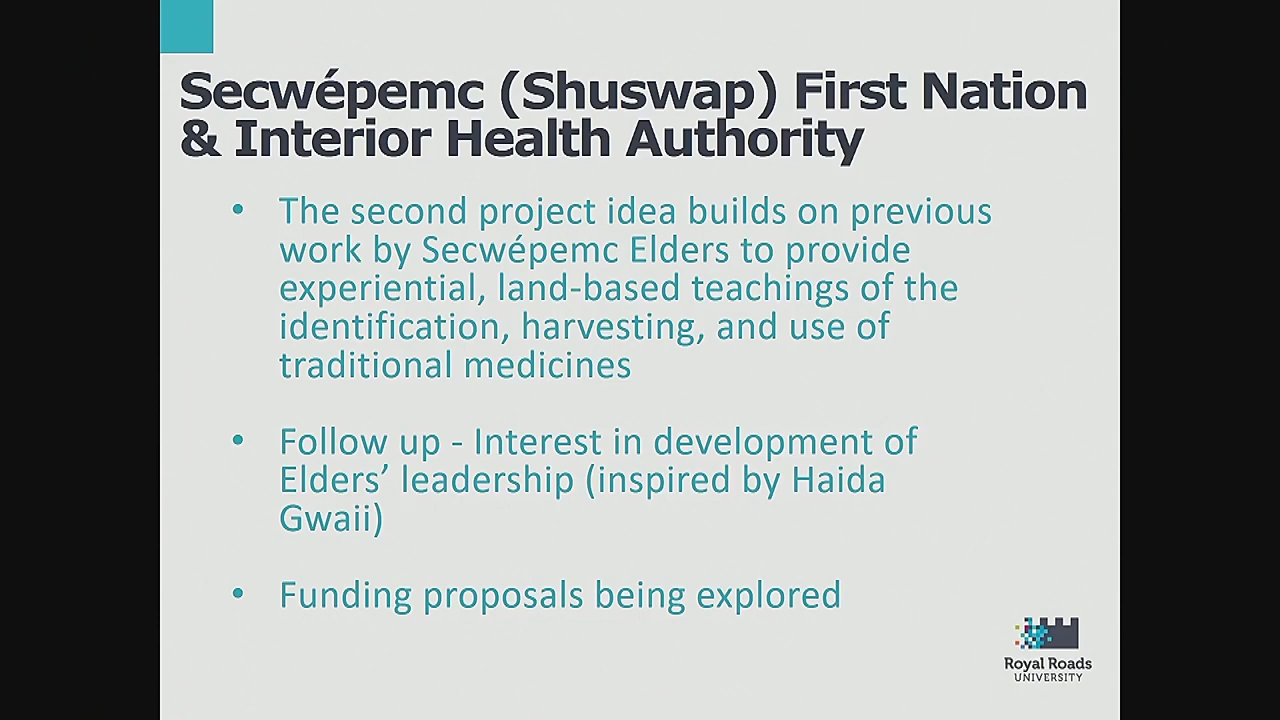 Secwépemc (Shuswap) First Nation
& Interior Health Authority
• The second project idea builds on previous
work by Secwépemc Elders to provide
experiential, land-based teachings of the
identification, harvesting, and use of
traditional medicines
• Follow up - Interest in development of
Elders’ leadership (inspired by Haida
Gwaii)
• Funding proposals being explored
Royal Roads
UNIVERSITY